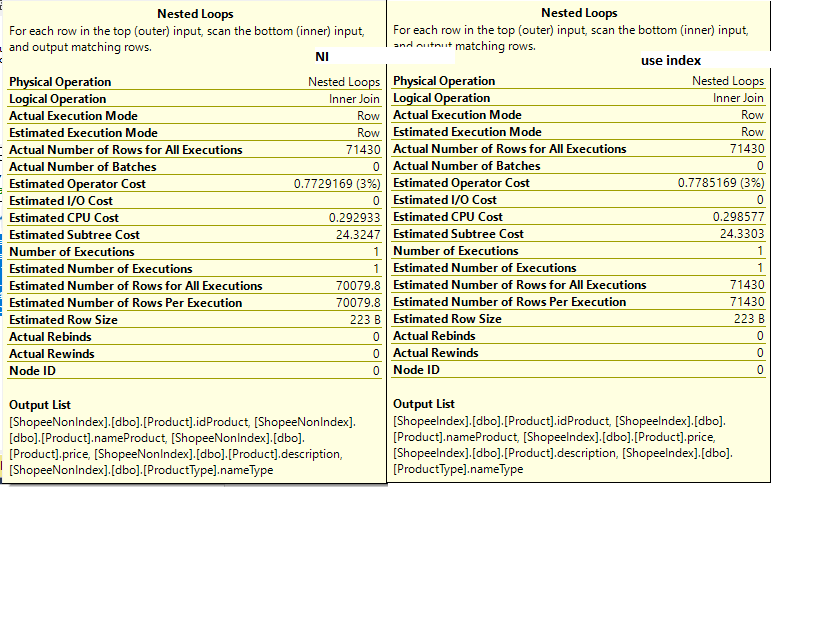 Nested Loops
For each row in the top (outer) input, scan the bottom (inner) input,
and output matching rows.
NI
Physical Operation Nested Loops
Logical Operation Inner Join
Actual Execution Mode Row
Estimated Execution Mode Row
Actual Number of Rows for All Executions 71430
Actual Number of Batches 0
Estimated Operator Cost 0.7729169 (3%)
Estimated I/O Cost 0
Estimated CPU Cost 0.292933
Estimated Subtree Cost 24.3247
Number of Executions 1
Estimated Number of Executions 1
Estimated Number of Rows for All Executions 70079.8
Estimated Number of Rows Per Execution 70079.8
Estimated Row Size 223 B
Actual Rebinds 0
Actual Rewinds 0
Node ID 0
Output List
[ShopeeNonIndex].[dbo].[Product].idProduct, [ShopeeNonIndex].
[dbo].[Product].nameProduct, [ShopeeNonIndex].[dbo].
[Product].price, [ShopeeNonIndex].[dbo].[Product].description,
[ShopeeNonIndex].[dbo].[ProductType].nameType
Nested Loops
For each row in the top (outer) input, scan the bottom (inner) input,
and output matching rows.
use index
Physical Operation Nested Loops
Logical Operation Inner Join
Actual Execution Mode Row
Estimated Execution Mode Row
Actual Number of Rows for All Executions 71430
Actual Number of Batches 0
Estimated Operator Cost 0.7785169 (3%)
Estimated I/O Cost 0
Estimated CPU Cost 0.298577
Estimated Subtree Cost 24.3303
Number of Executions 1
Estimated Number of Executions 1
Estimated Number of Rows for All Executions 71430
Estimated Number of Rows Per Execution 71430
Estimated Row Size 223 B
Actual Rebinds 0
Actual Rewinds 0
Node ID 0
Output List
[ShopeeIndex].[dbo].[Product].idProduct, [ShopeeIndex].[dbo].
[Product].nameProduct, [ShopeeIndex].[dbo].[Product].price,
[ShopeeIndex].[dbo].[Product].description, [ShopeeIndex].[dbo].
[ProductType].nameType